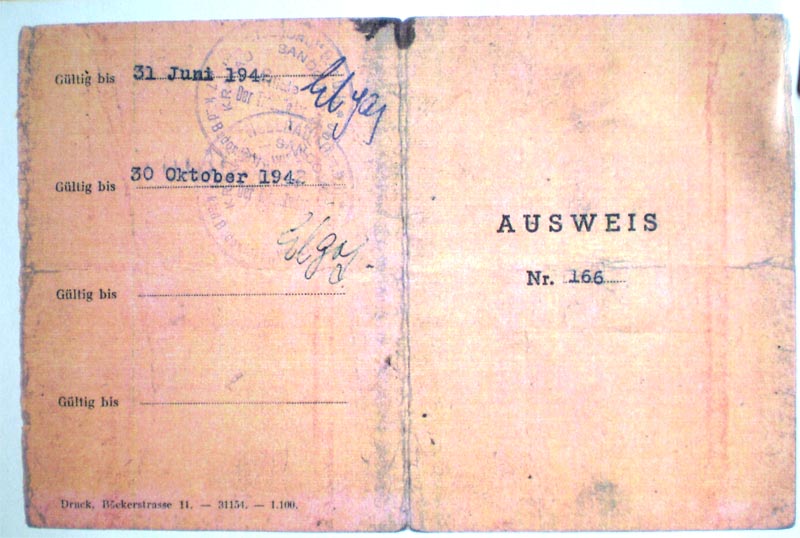 Gültig bis 31 Juni 194
Gültig bis 30 Oktober 194
Gültig bis
Gültig bis
Druck, Böckerstrasse 11. — 31154. — 1.100.
AUSWEIS
Nr. 166